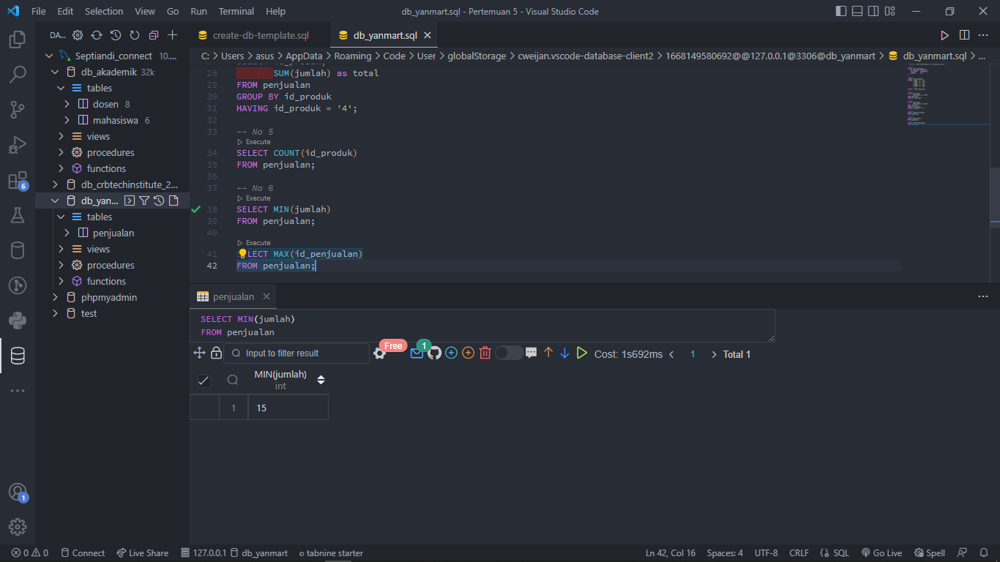 File Edit Selection View Go Run Terminal Help
db_yanmart.sql - Pertemuan 5 - Visual Studio Code
DA...
create-db-template.sql
db_yanmart.sql
Septiandi_connect 10....
db_akademik 32k
tables
dosen 8
mahasiswa 6
views
procedures
functions
db_crbtechinstitute_2...
db_yan...
tables
penjualan
views
procedures
functions
phpmyadmin
test
6
1
C: > Users > asus > AppData > Roaming > Code > User > globalStorage > cweijan.vscode-database-client2 > 1668149580692@@127.0.0.1@3306@db_yanmart > db_yanmart.sql > ...
28 SUM(jumlah) as total
29 FROM penjualan
30 GROUP BY id_produk
31 HAVING id_produk = '4';
32
33 -- No 5
Execute
34 SELECT COUNT(id_produk)
35 FROM penjualan;
36
37 -- No 6
Execute
38 SELECT MIN(jumlah)
39 FROM penjualan;
40
Execute
41 LECT MAX(id_penjualan)
42 FROM penjualan;
penjualan
SELECT MIN(jumlah)
FROM penjualan
Input to filter result
Free
1
Cost: 1s692ms < 1 > Total 1
MIN(jumlah)
int
1 15
0 0 Connect Live Share 127.0.0.1 db_yanmart tabnine starter
Ln 42, Col 16 Spaces: 4 UTF-8 CRLF SQL Go Live Spell